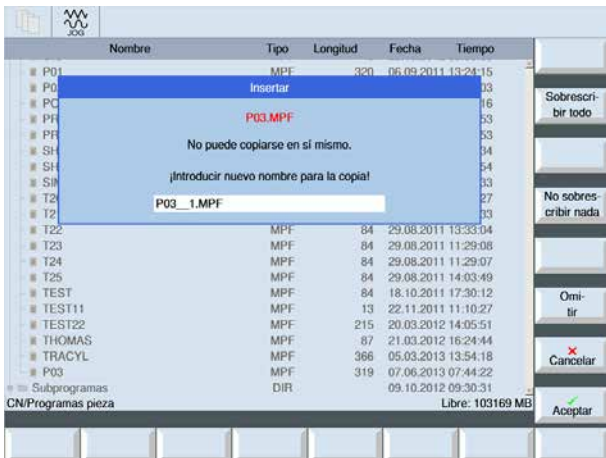 JOG
Nombre Tipo Longitud Fecha Tiempo
P01 MPF 320 06.09.2011 13:24:15
Insertar
P03.MPF
No puede copiarse en sí mismo.
¡Introducir nuevo nombre para la copia!
P03__1.MPF
T22 MPF 84 29.08.2011 13:33:04
T23 MPF 84 29.08.2011 11:29:08
T24 MPF 84 29.08.2011 11:29:07
T25 MPF 84 29.08.2011 14:03:49
TEST MPF 84 18.10.2011 17:30:12
TEST11 MPF 13 22.11.2011 11:10:27
TEST22 MPF 215 20.03.2012 14:05:51
THOMAS MPF 87 21.03.2012 16:24:44
TRACYL MPF 366 05.03.2013 13:54:18
P03 MPF 319 07.06.2013 07:44:22
Subprogramas DIR 09.10.2012 09:30:31
CN/Programas pieza Libre: 103169 MB
Sobrescri-
bir todo
No sobres-
cribir nada
Omi-
tir
Cancelar
Aceptar